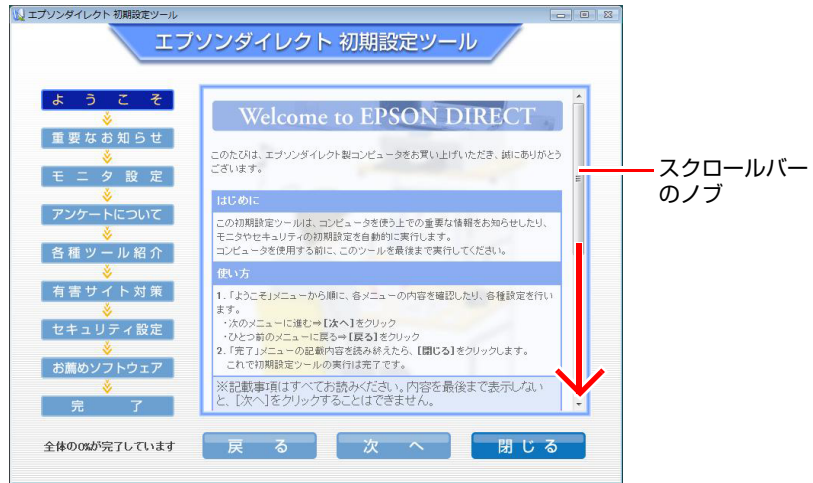 エプソンダイレクト 初期設定ツール
エプソンダイレクト 初期設定ツール
ようこそ
重要なお知らせ
モニタ設定
アンケートについて
各種ツール紹介
有害サイト対策
セキュリティ設定
お薦めソフトウェア
完了
全体の0%が完了しています
Welcome to EPSON DIRECT
このたびは、エプソンダイレクト製コンピュータをお買い上げいただき、誠にありがとう
ございます。
はじめに
この初期設定ツールは、コンピュータを使う上での重要な情報をお知らせしたり、
モニタやセキュリティの初期設定を自動的に実行します。
コンピュータを使用する前に、このツールを最後まで実行してください。
使い方
1.「ようこそ」メニューから順に、各メニューの内容を確認したり、各種設定を行い
ます。
・次のメニューに進む⇒[次へ]をクリック
・ひとつ前のメニューに戻る⇒[戻る]をクリック
2.「完了」メニューの記載内容を読み終えたら、[閉じる]をクリックします。
これで初期設定ツールの実行は完了です。
※記載事項はすべてお読みください。内容を最後まで表示しない
と、[次へ]をクリックすることはできません。
戻る
次へ
閉じる
スクロールバー
のノブ